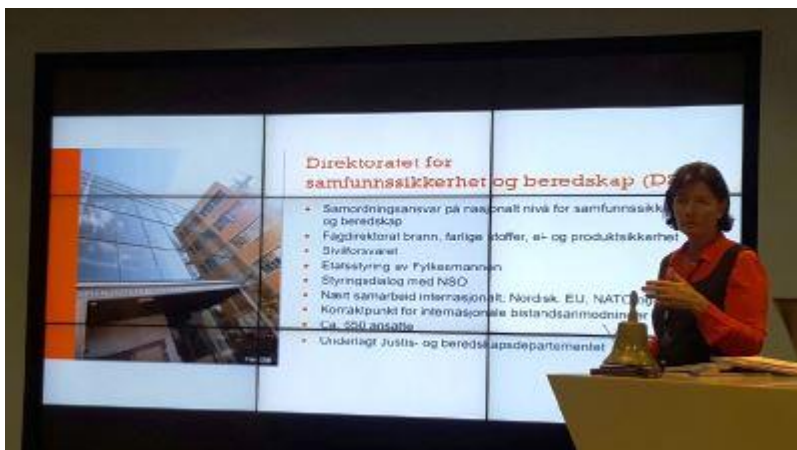 Direktoratet for
samfunnssikkerhet og beredskap (D
Samordningsansvar på nasjonalt nivå for samfunnssikk
og beredskap
Fagdirektorat brann, farlige stoffer, el- og produktsikkerhet
Sivilforsvaret
Etatsstyring av Fylkesmannen
Styringsdialog med NSO
Nært samarbeid internasjonalt; Nordisk, EU, NATO og
Kontaktpunkt for internasjonale bistandsanmodninger
Ca. 550 ansatte
Underlagt Justis- og beredskapsdepartementet